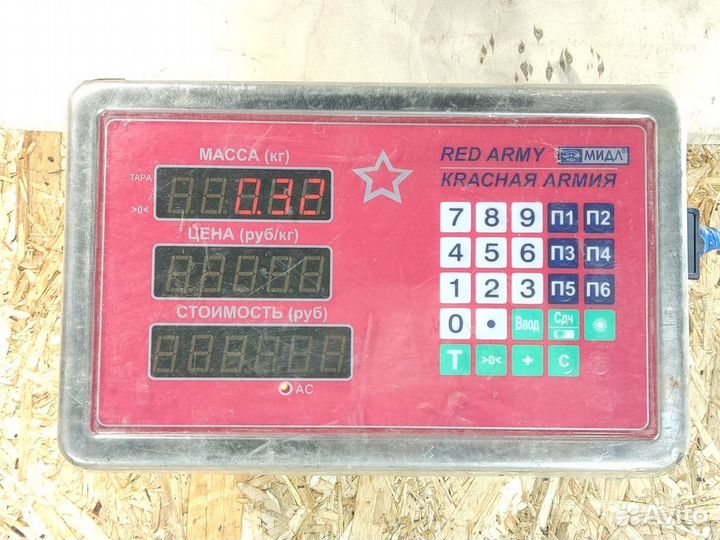 МАССА (кг)
ТАРА
>0<
0.32
ЦЕНА (руб/кг)
СТОИМОСТЬ (руб)
AC
RED ARMY МИДЛ
КRАСНАЯ АRМИЯ
7 8 9 П1 П2
4 5 6 П3 П4
1 2 3 П5 П6
0 • Ввод Сдч
T >0< + C
Avito